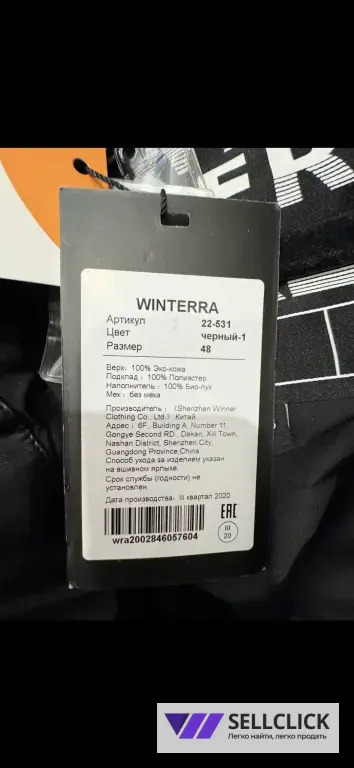 ER
WINTERRA
Артикул 22-531
Цвет черный-1
Размер 48
Верх: 100% Эко-кожа
Подклад : 100% Полиэстер
Наполнитель : 100% Био-пух
Мех : без меха
Производитель : 《Shenzhen Winner
Clothing Co., Ltd.》,Китай.
Адрес : 6F., Building A, Number 11,
Gongye Second RD., Dakan, Xili Town,
Nashan District, Shenzhen City,
Guangdong Province,China
Способ ухода за изделием указан
на вшивном ярлыке.
Срок службы (годности) не
установлен.
Дата производства: III квартал 2020
EAC
III
20
wra2002846057604
SELLCLICK
Легко найти, легко продать